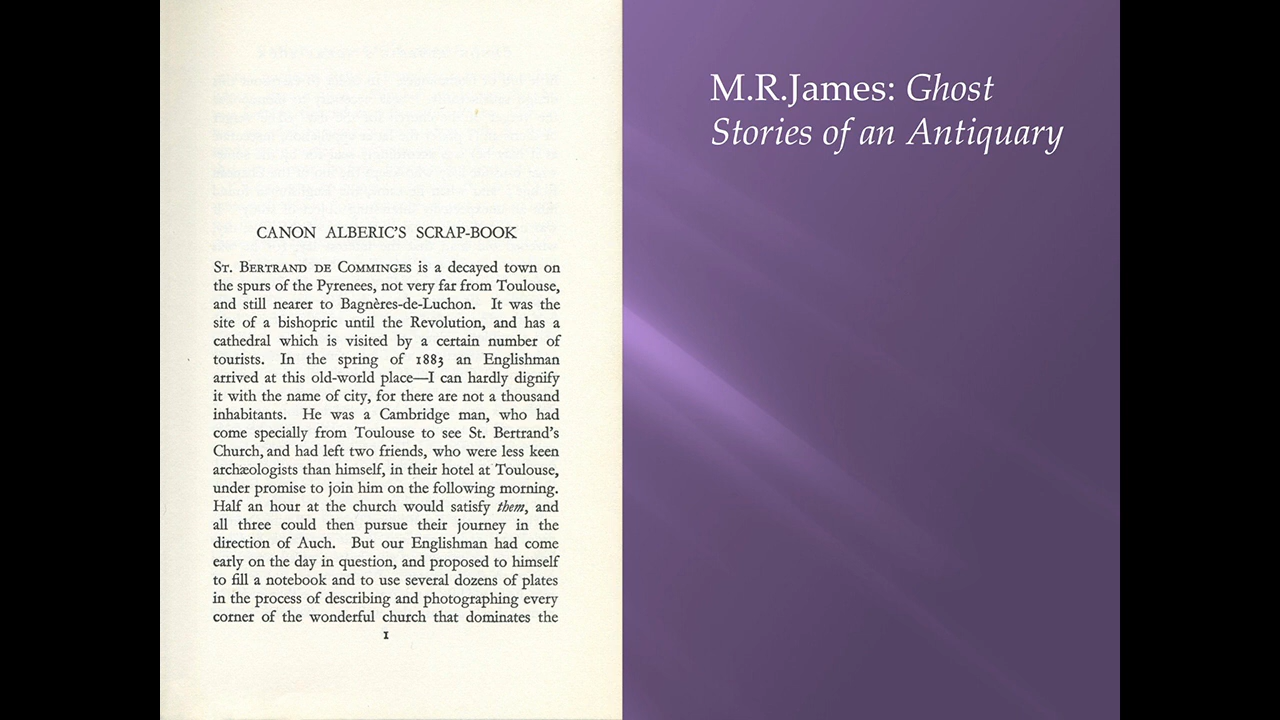 CANON ALBERIC'S SCRAP-BOOK
St. Bertrand de Comminges is a decayed town on
the spurs of the Pyrenees, not very far from Toulouse,
and still nearer to Bagnères-de-Luchon. It was the
site of a bishopric until the Revolution, and has a
cathedral which is visited by a certain number of
tourists. In the spring of 1883 an Englishman
arrived at this old-world place—I can hardly dignify
it with the name of city, for there are not a thousand
inhabitants. He was a Cambridge man, who had
come specially from Toulouse to see St. Bertrand's
Church, and had left two friends, who were less keen
archæologists than himself, in their hotel at Toulouse,
under promise to join him on the following morning.
Half an hour at the church would satisfy them, and
all three could then pursue their journey in the
direction of Auch. But our Englishman had come
early on the day in question, and proposed to himself
to fill a notebook and to use several dozens of plates
in the process of describing and photographing every
corner of the wonderful church that dominates the
1
M.R.James: Ghost
Stories of an Antiquary